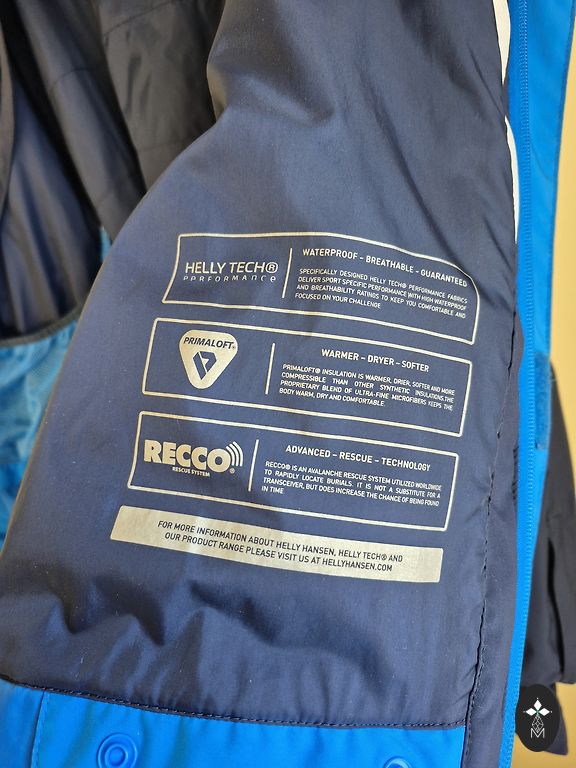 HELLY TECH®
PERFORMANCE
WATERPROOF - BREATHABLE - GUARANTEED
SPECIFICALLY DESIGNED HELLY TECH® PERFORMANCE FABRICS
DELIVER SPORT SPECIFIC PERFORMANCE WITH HIGH WATERPROOF
AND BREATHABILITY RATINGS TO KEEP YOU COMFORTABLE AND
FOCUSED ON YOUR CHALLENGE
PRIMALOFT®
WARMER - DRYER - SOFTER
PRIMALOFT® INSULATION IS WARMER, DRIER, SOFTER AND MORE
COMPRESSIBLE THAN OTHER SYNTHETIC INSULATIONS.THE
PROPRIETARY BLEND OF ULTRA-FINE MICROFIBERS KEEPS THE
BODY WARM, DRY AND COMFORTABLE.
RECCO®
RESCUE SYSTEM
ADVANCED - RESCUE - TECHNOLOGY
RECCO® IS AN AVALANCHE RESCUE SYSTEM UTILIZED WORLDWIDE
TO RAPIDLY LOCATE BURIALS. IT IS NOT A SUBSTITUTE FOR A
TRANSCEIVER, BUT DOES INCREASE THE CHANCE OF BEING FOUND
IN TIME
FOR MORE INFORMATION ABOUT HELLY HANSEN, HELLY TECH® AND
OUR PRODUCT RANGE PLEASE VISIT US AT HELLYHANSEN.COM
M